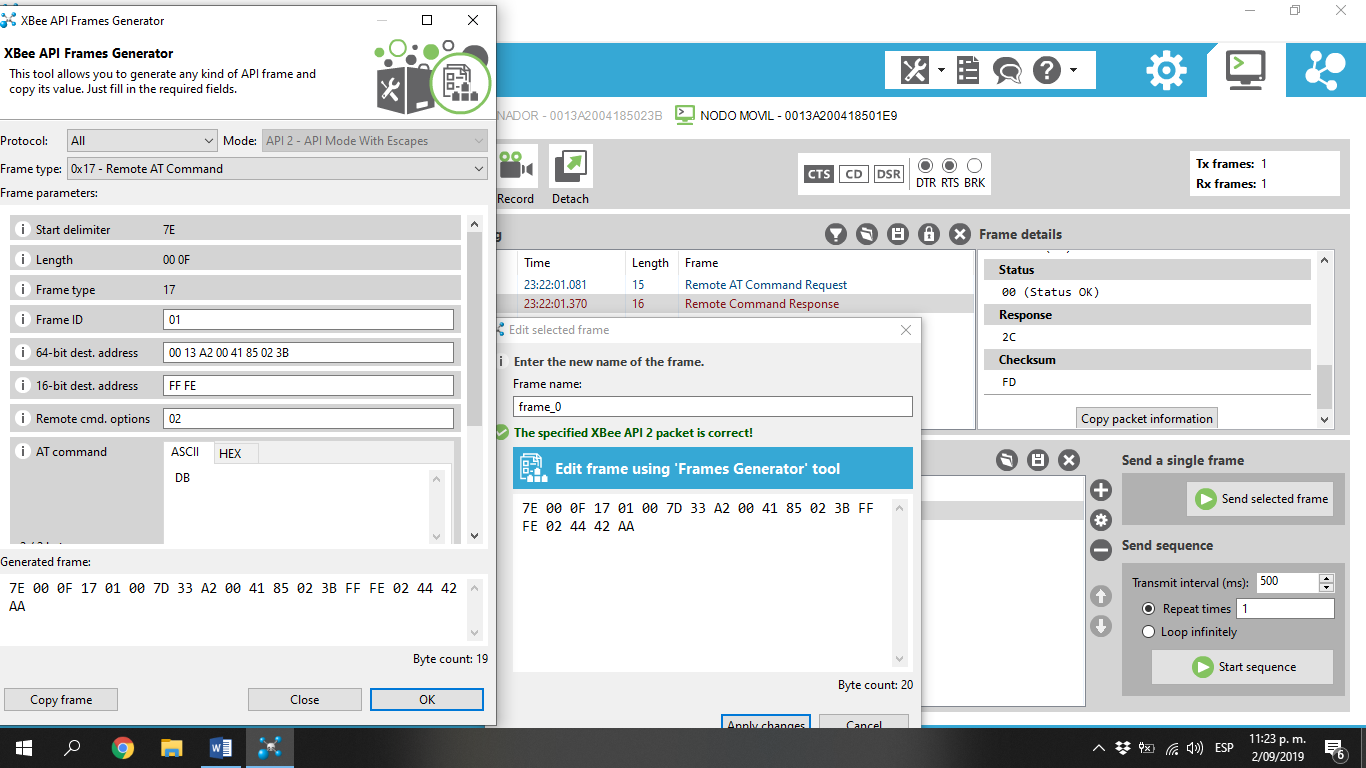 XBee API Frames Generator
XBee API Frames Generator
This tool allows you to generate any kind of API frame and
copy its value. Just fill in the required fields.
Protocol: All Mode: API 2 - API Mode With Escapes
Frame type: 0x17 - Remote AT Command
Frame parameters:
Start delimiter 7E
Length 00 0F
Frame type 17
Frame ID 01
64-bit dest. address 00 13 A2 00 41 85 02 3B
16-bit dest. address FF FE
Remote cmd. options 02
AT command ASCII HEX
DB
Generated frame:
7E 00 0F 17 01 00 7D 33 A2 00 41 85 02 3B FF FE 02 44 42
AA
Byte count: 19
Copy frame Close OK
NADOR - 0013A2004185023B NODO MOVIL - 0013A200418501E9
Record Detach
CTS CD DSR DTR RTS BRK
Tx frames: 1
Rx frames: 1
g
Time Length Frame
23:22:01.081 15 Remote AT Command Request
23:22:01.370 16 Remote Command Response
Frame details
Status
00 (Status OK)
Response
2C
Checksum
FD
Copy packet information
Edit selected frame
Enter the new name of the frame.
Frame name:
frame_0
The specified XBee API 2 packet is correct!
Edit frame using 'Frames Generator' tool
7E 00 0F 17 01 00 7D 33 A2 00 41 85 02 3B FF
FE 02 44 42 AA
Byte count: 20
Apply changes Cancel
Send a single frame
Send selected frame
Send sequence
Transmit interval (ms): 500
Repeat times 1
Loop infinitely
Start sequence
ESP
11:23 p. m.
2/09/2019
6